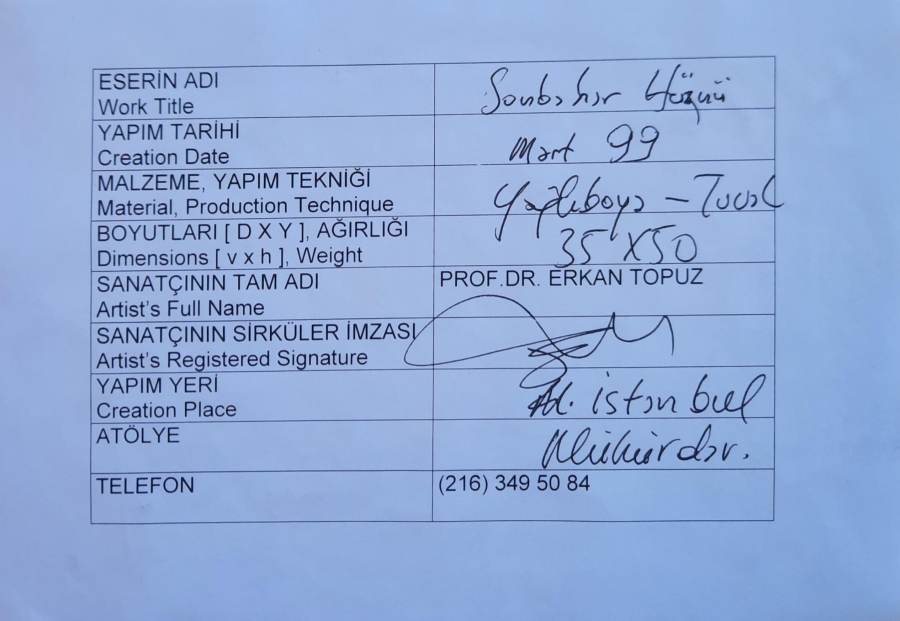 ESERİN ADI
Work Title
Sonbahar Hüznü
YAPIM TARİHİ
Creation Date
Mart 99
MALZEME, YAPIM TEKNİĞİ
Material, Production Technique
Yağlıboya – Tuval
BOYUTLARI [ D X Y ], AĞIRLIĞI
Dimensions [ v x h ], Weight
35 X 50
SANATÇININ TAM ADI
Artist's Full Name
PROF.DR. ERKAN TOPUZ
SANATÇININ SİRKÜLER İMZASI
Artist's Registered Signature
YAPIM YERİ
Creation Place
istanbul
ATÖLYE
Mühürdar.
TELEFON
(216) 349 50 84